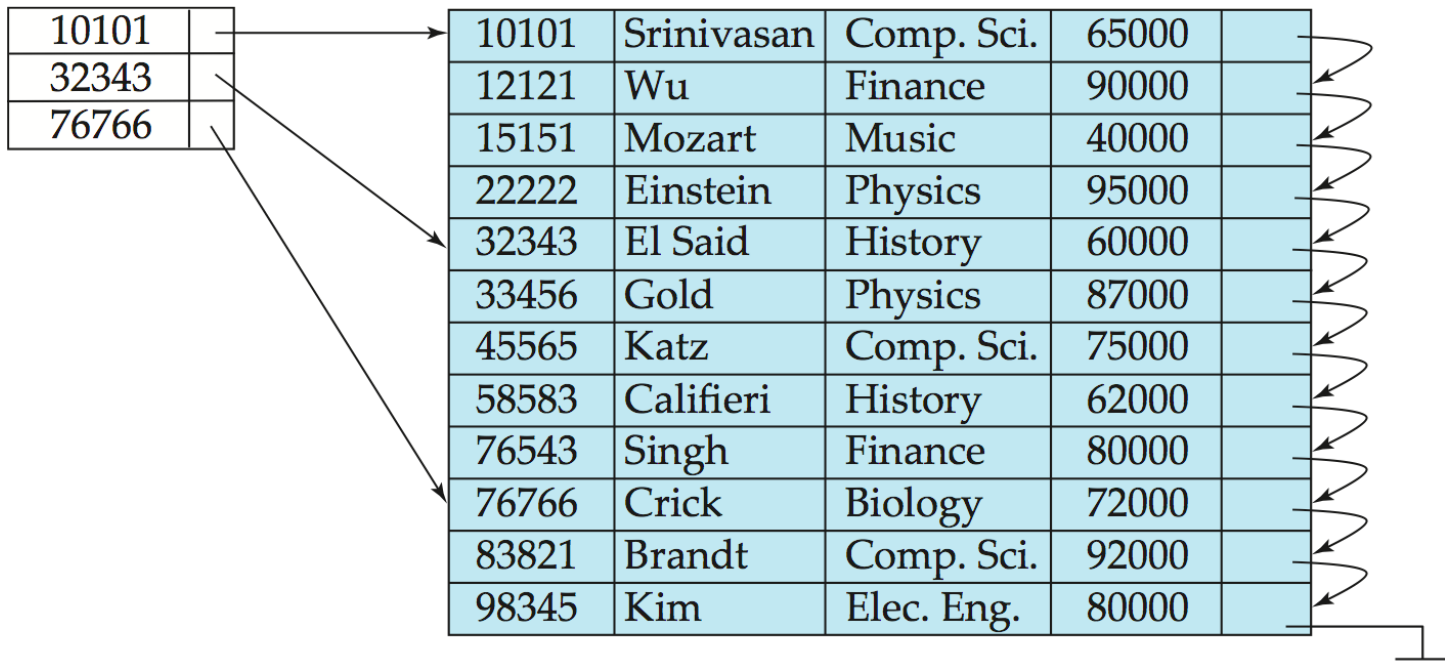 10101
32343
76766
10101 Srinivasan Comp. Sci. 65000
12121 Wu Finance 90000
15151 Mozart Music 40000
22222 Einstein Physics 95000
32343 El Said History 60000
33456 Gold Physics 87000
45565 Katz Comp. Sci. 75000
58583 Califieri History 62000
76543 Singh Finance 80000
76766 Crick Biology 72000
83821 Brandt Comp. Sci. 92000
98345 Kim Elec. Eng. 80000